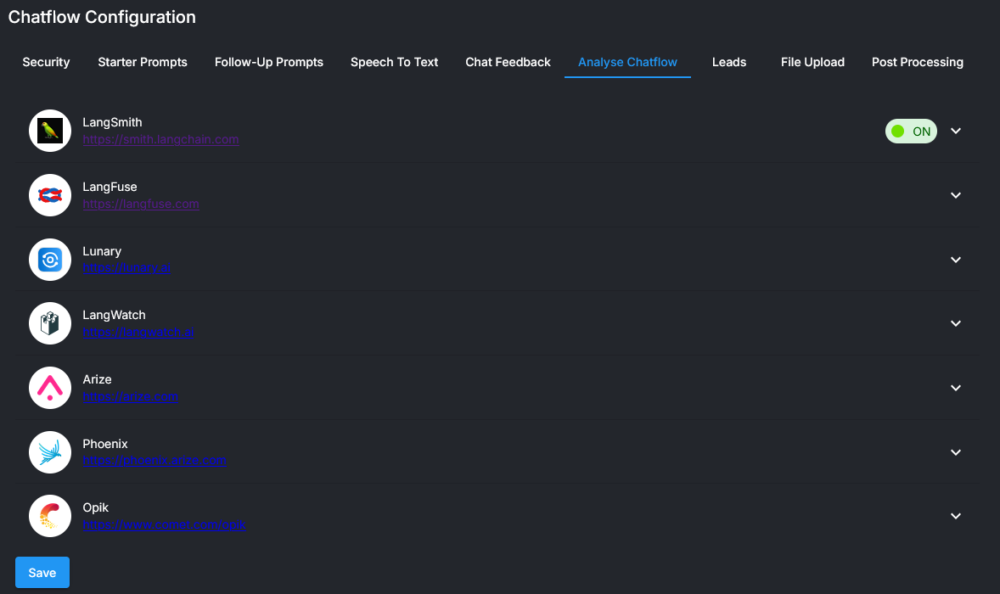 Chatflow Configuration
Security Starter Prompts Follow-Up Prompts Speech To Text Chat Feedback Analyse Chatflow Leads File Upload Post Processing
LangSmith
https://smith.langchain.com
ON
LangFuse
https://langfuse.com
Lunary
https://lunary.ai
LangWatch
https://langwatch.ai
Arize
https://arize.com
Phoenix
https://phoenix.arize.com
Opik
https://www.comet.com/opik
Save